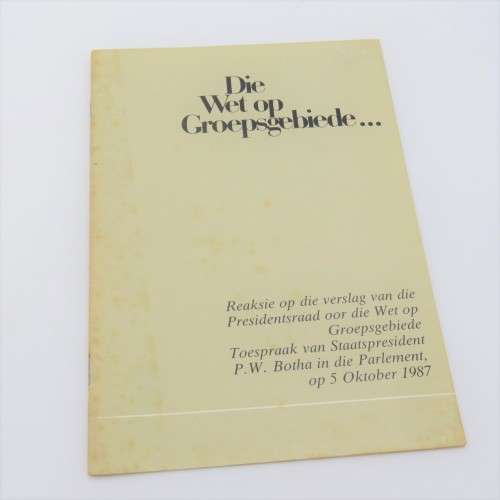 Die
Wet op
Groepsgebiede...
Reaksie op die verslag van die
Presidentsraad oor die Wet op
Groepsgebiede
Toespraak van Staatspresident
P.W. Botha in die Parlement,
op 5 Oktober 1987